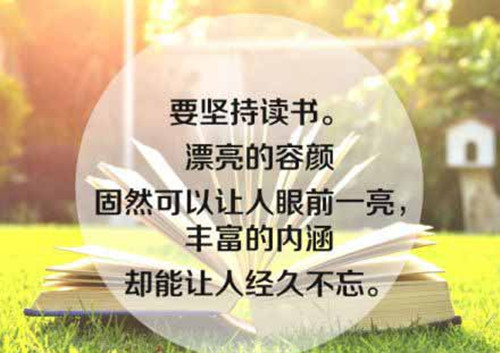 要坚持读书。
漂亮的容颜
固然可以让人眼前一亮，
丰富的内涵
却能让人经久不忘。